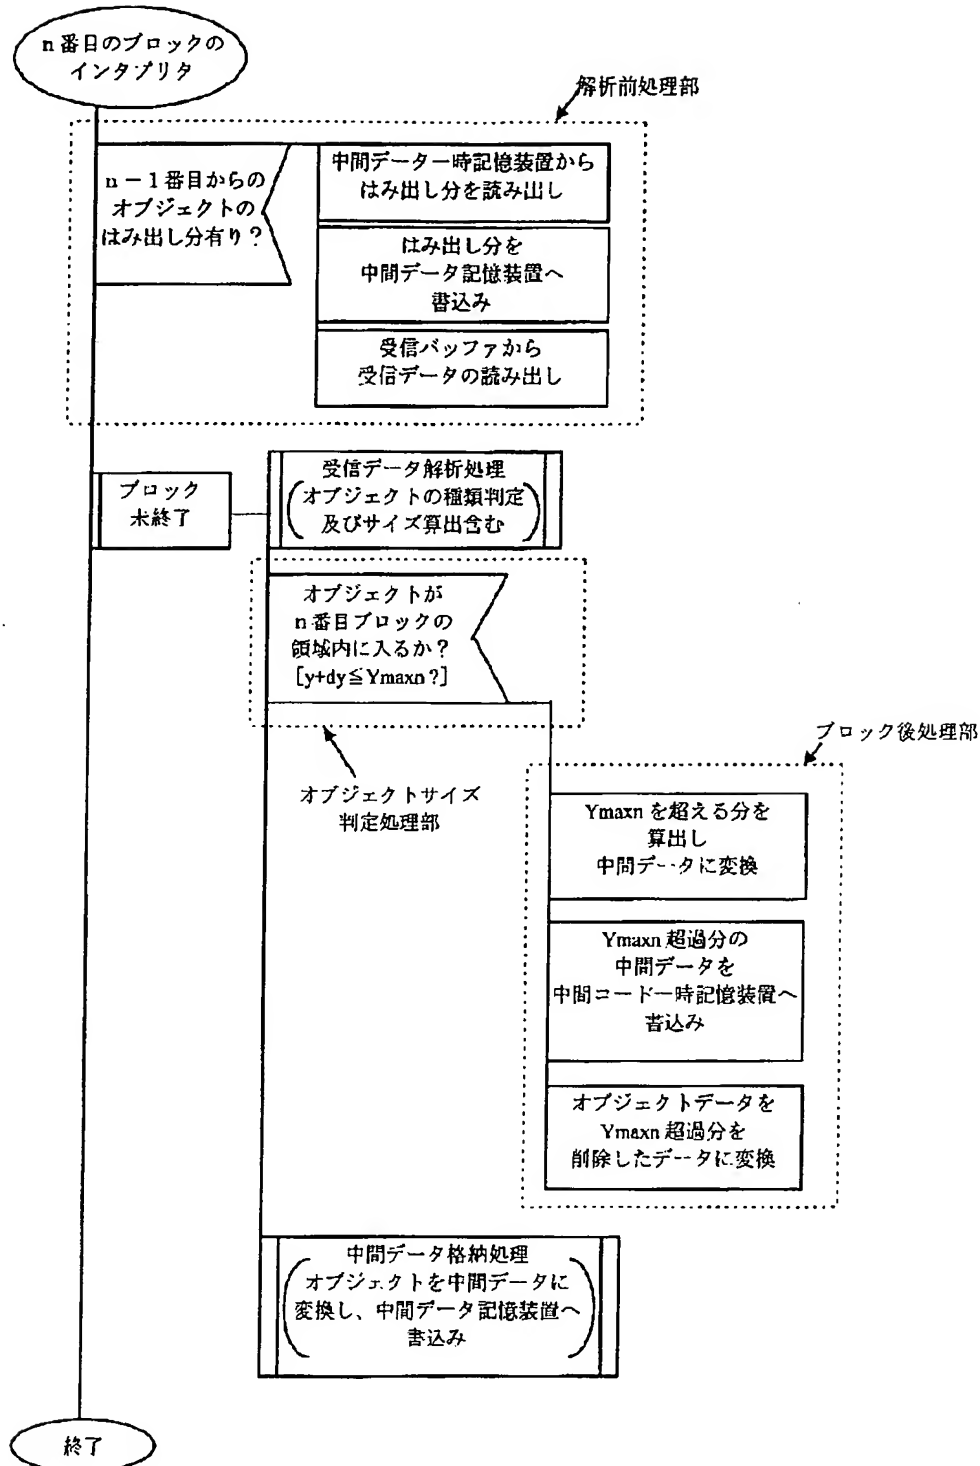 n番目のブロックの
インタプリタ
解析前処理部
n－1番目からの
オブジェクトの
はみ出し分有り？
中間データ一時記憶装置から
はみ出し分を読み出し
はみ出し分を
中間データ記憶装置へ
書込み
受信バッファから
受信データの読み出し
ブロック
未終了
受信データ解析処理
オブジェクトの種類判定
及びサイズ算出含む
オブジェクトが
n番目ブロックの
領域内に入るか？
[y+dy≦Ymaxn？]
オブジェクトサイズ
判定処理部
ブロック後処理部
Ymaxnを超える分を
算出し
中間データに変換
Ymaxn超過分の
中間データを
中間コード一時記憶装置へ
書込み
オブジェクトデータを
Ymaxn超過分を
削除したデータに変換
中間データ格納処理
オブジェクトを中間データに
変換し、中間データ記憶装置へ
書込み
終了